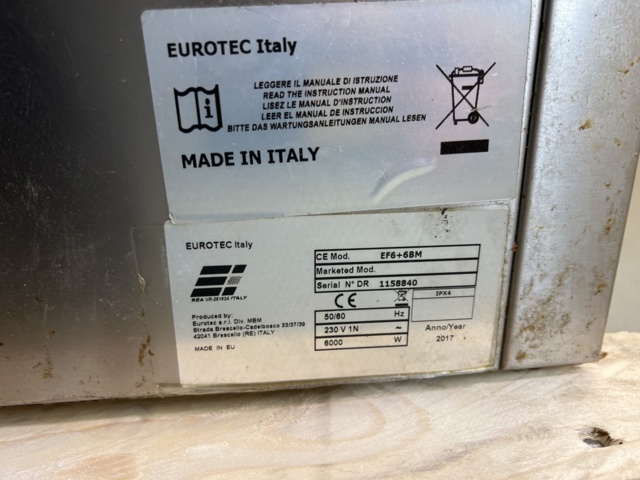 EUROTEC Italy
LEGGERE IL MANUALE DI ISTRUZIONE
READ THE INSTRUCTION MANUAL
LISEZ LE MANUAL D'INSTRUCTION
LEER EL MANUAL DE INSTRUCCION
BITTE DAS WARTUNGSANLEITUNGEN MANUAL LESEN
MADE IN ITALY
EUROTEC Italy
CE Mod. EF6+6BM
Marketed Mod.
Serial N° DR 1158840
CE
IPX4
50/60 Hz
230 V 1N ~
6000 W
Anno/Year
2017
Produced by:
Eurotec s.r.l. Div. MBM
Strada Brescello-Cadelbosco 33/37/39
42041 Brescello (RE) ITALY
MADE IN EU